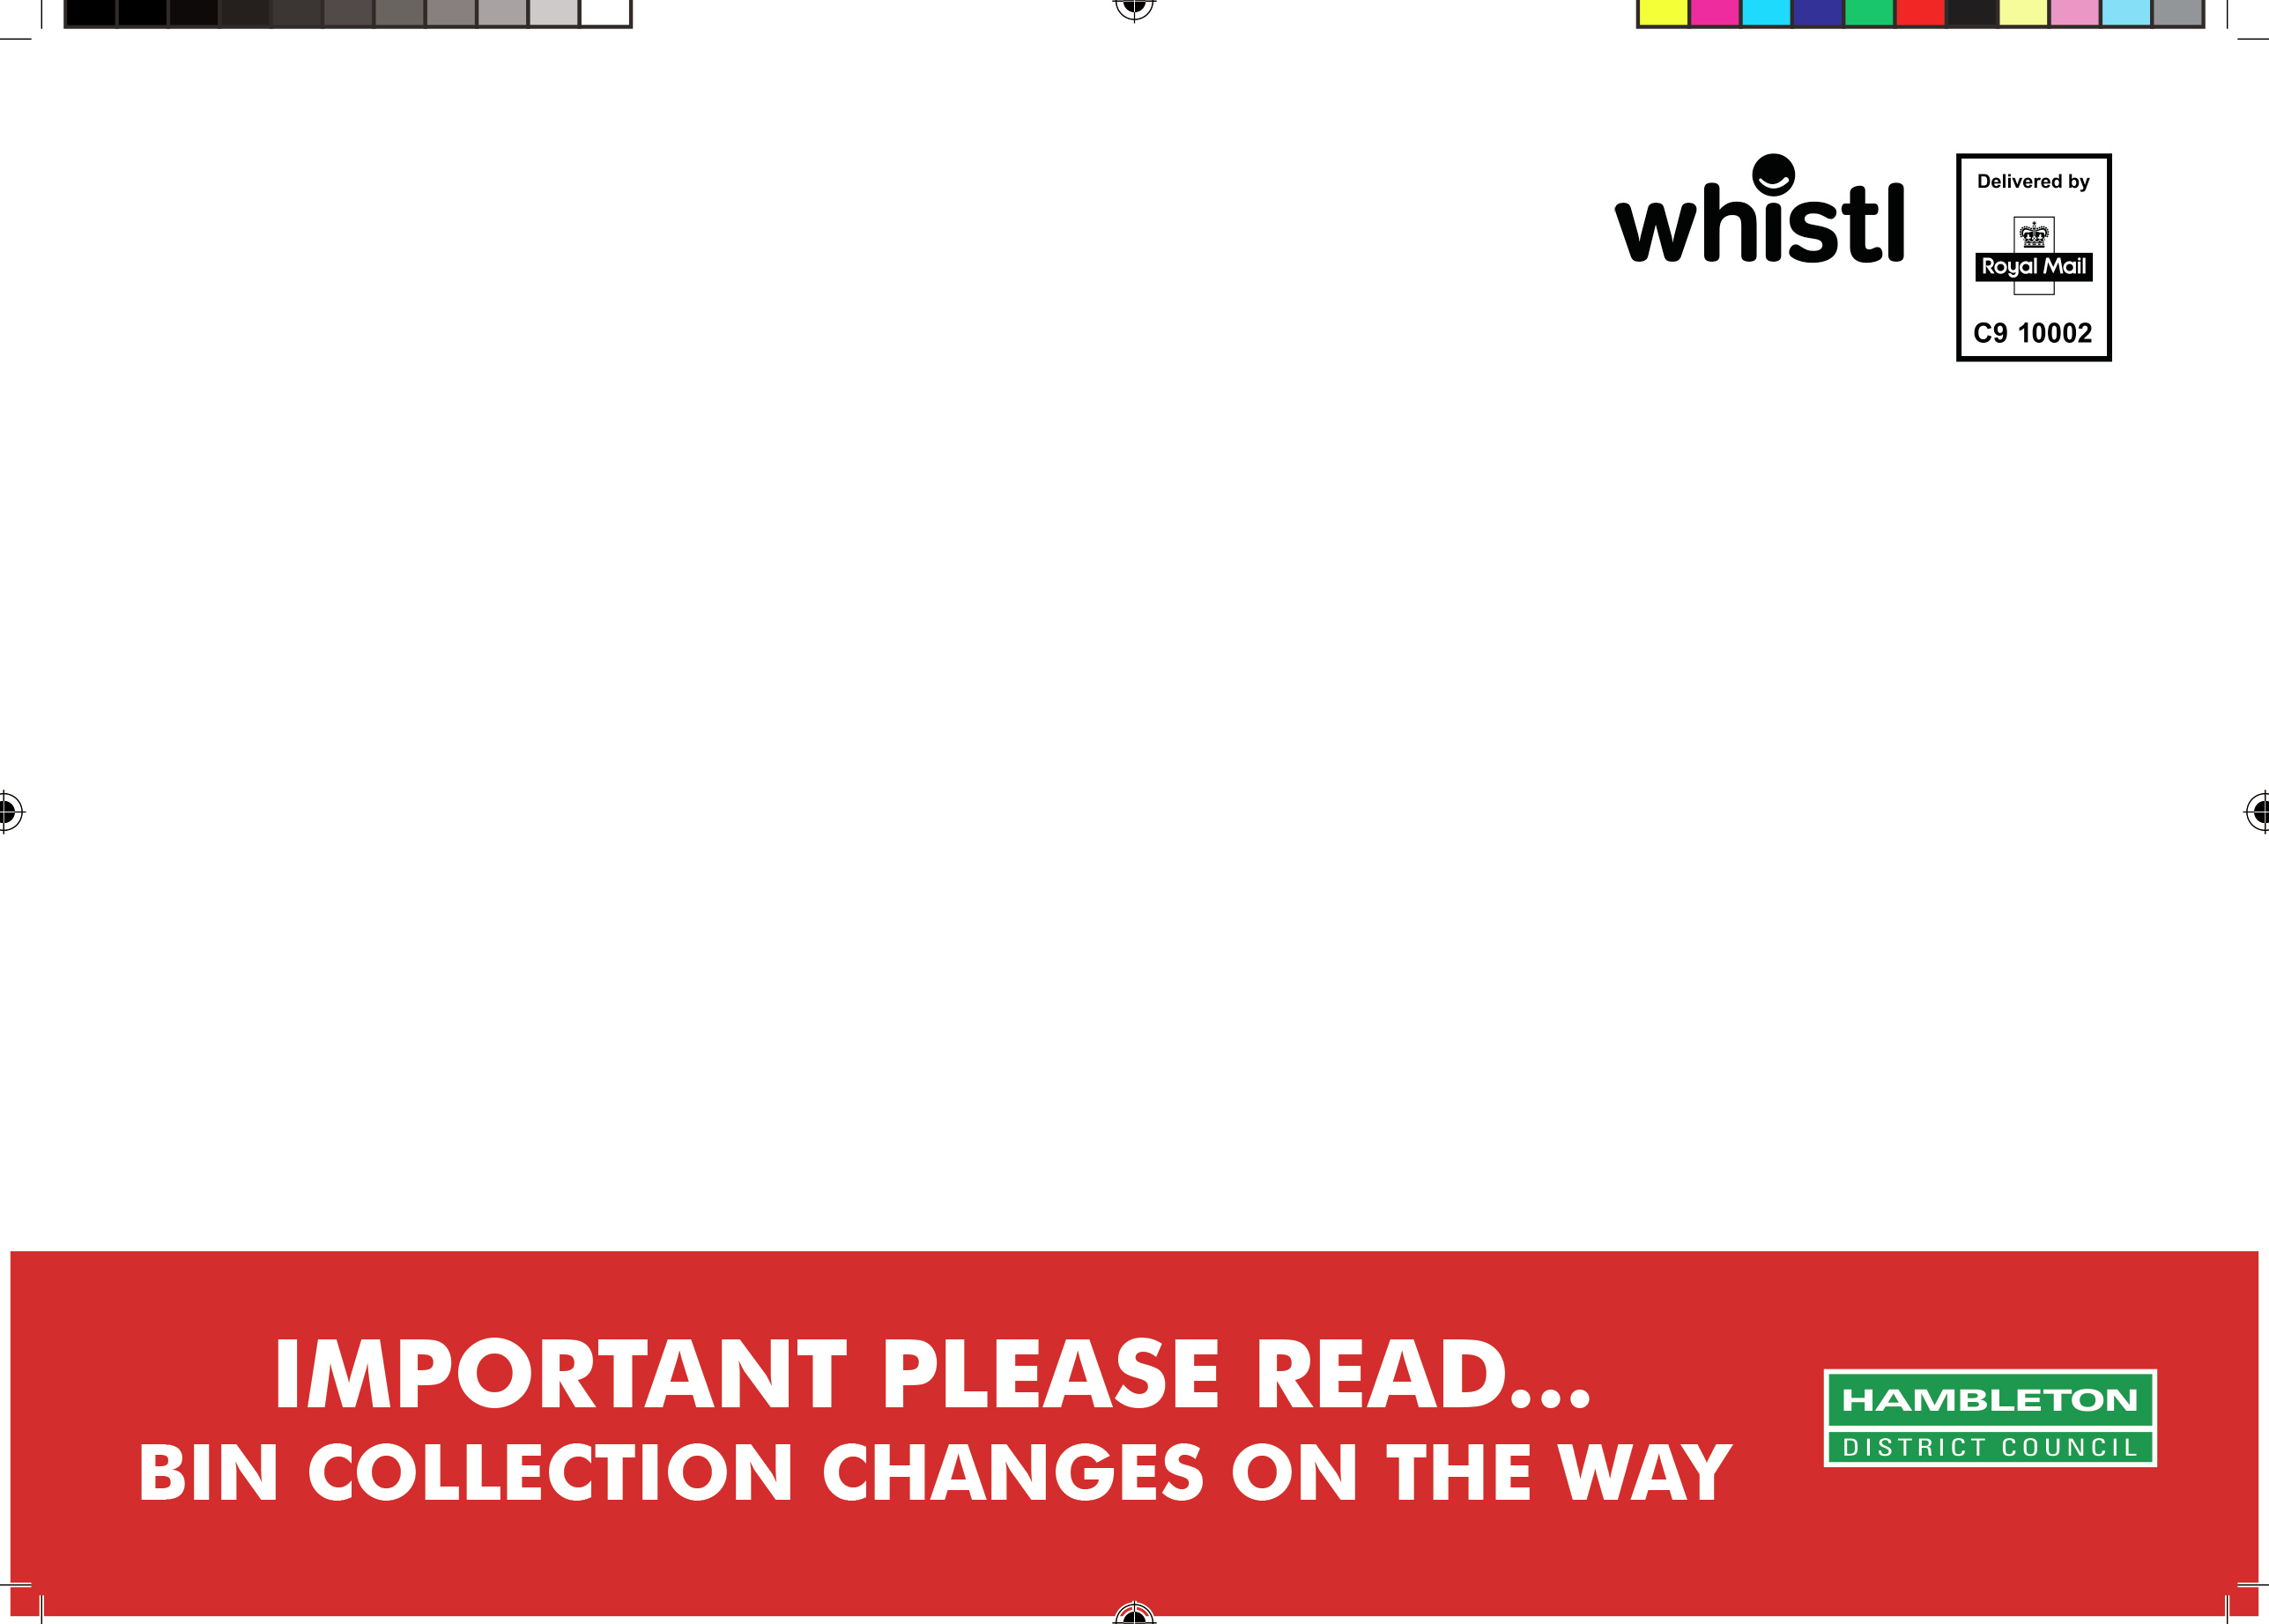 whistl
Delivered by
Royal Mail
C9 10002
IMPORTANT PLEASE READ...
BIN COLLECTION CHANGES ON THE WAY
HAMBLETON
DISTRICT COUNCIL